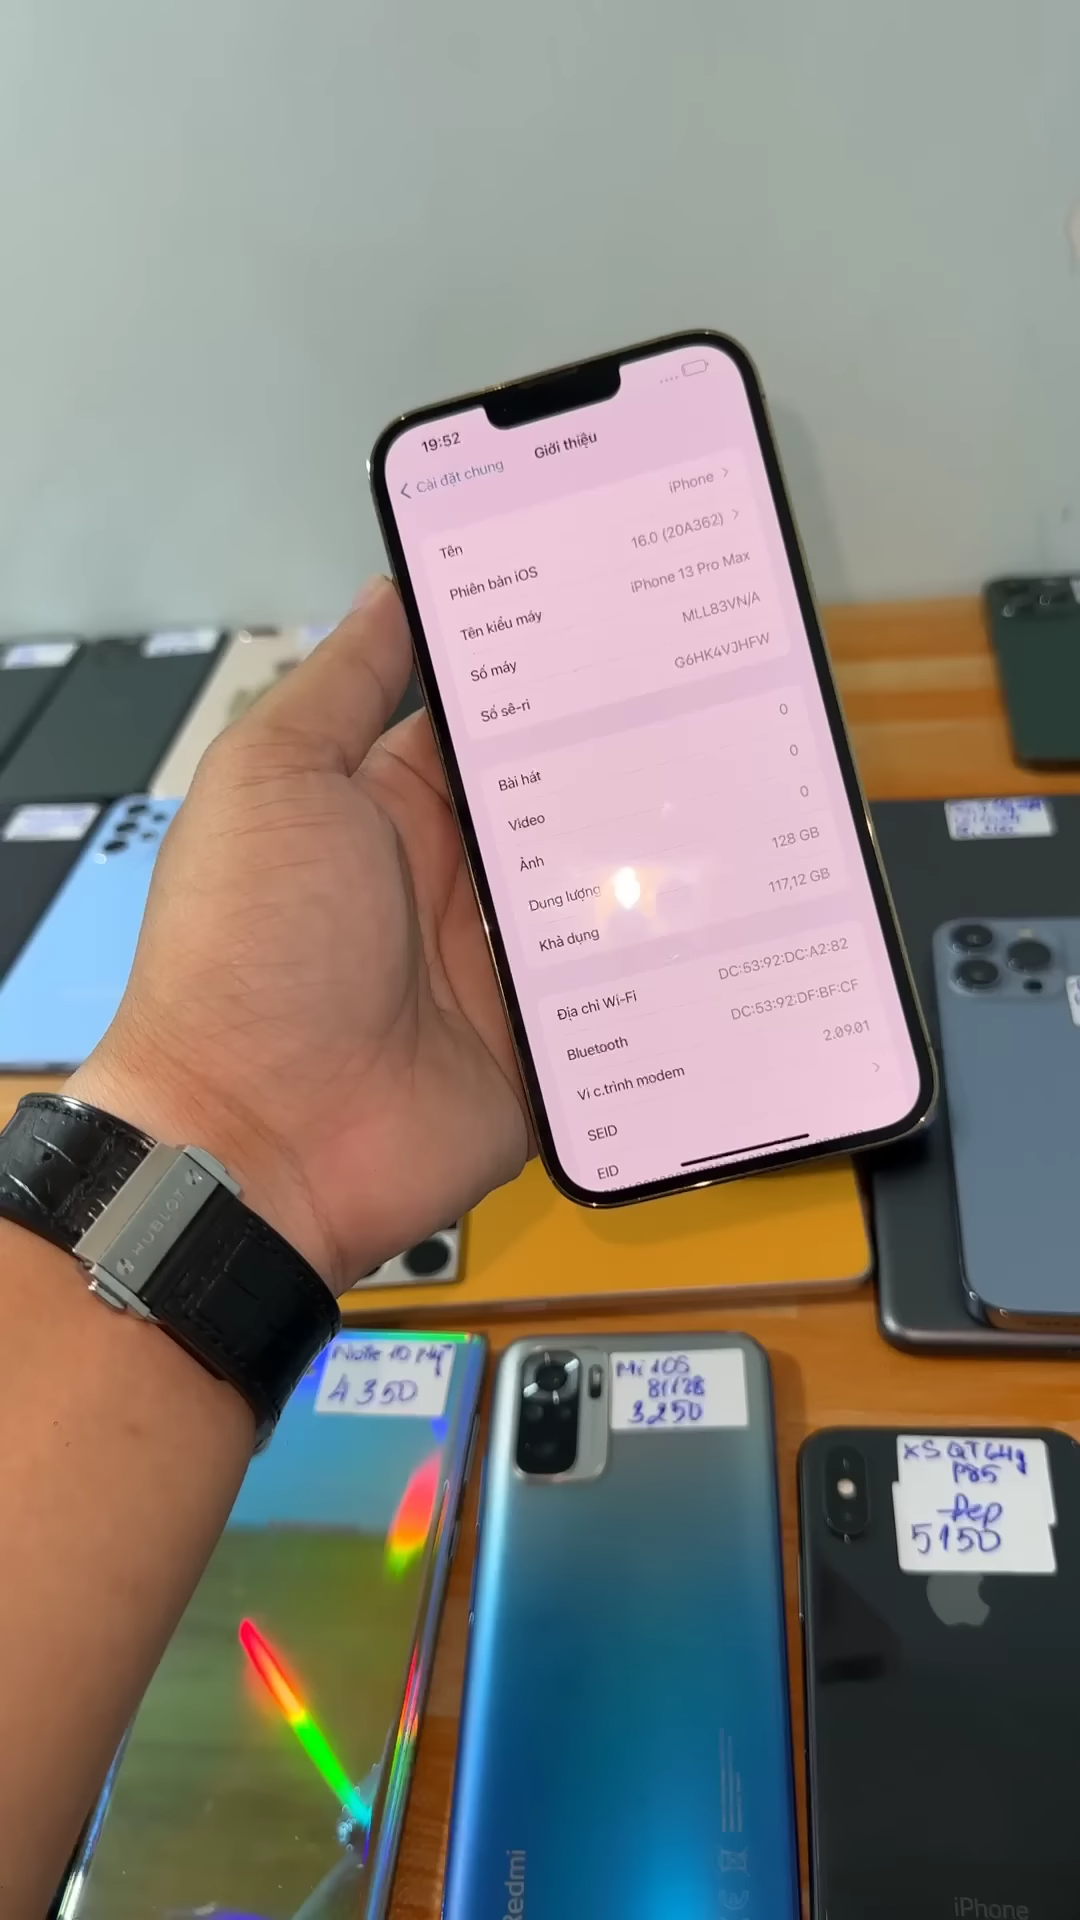 19:52
Cài đặt chung
Giới thiệu
Tên
iPhone
Phiên bản iOS
16.0 (20A362)
Tên kiểu máy
iPhone 13 Pro Max
Số máy
MLL83VN/A
Số sê-ri
G6HK4VJHFW
Bài hát
0
Video
0
Ảnh
0
Dung lượng
128 GB
Khả dụng
117,12 GB
Địa chỉ Wi-Fi
DC:53:92:DC:A2:82
Bluetooth
DC:53:92:DF:BF:CF
Vi c.trình modem
2.09.01
SEID
EID
HUBLOT
Note 10
4350
Mi 10S
8/128
3250
XS QT 64g
P85
Đẹp
5150
Redmi
iPhone